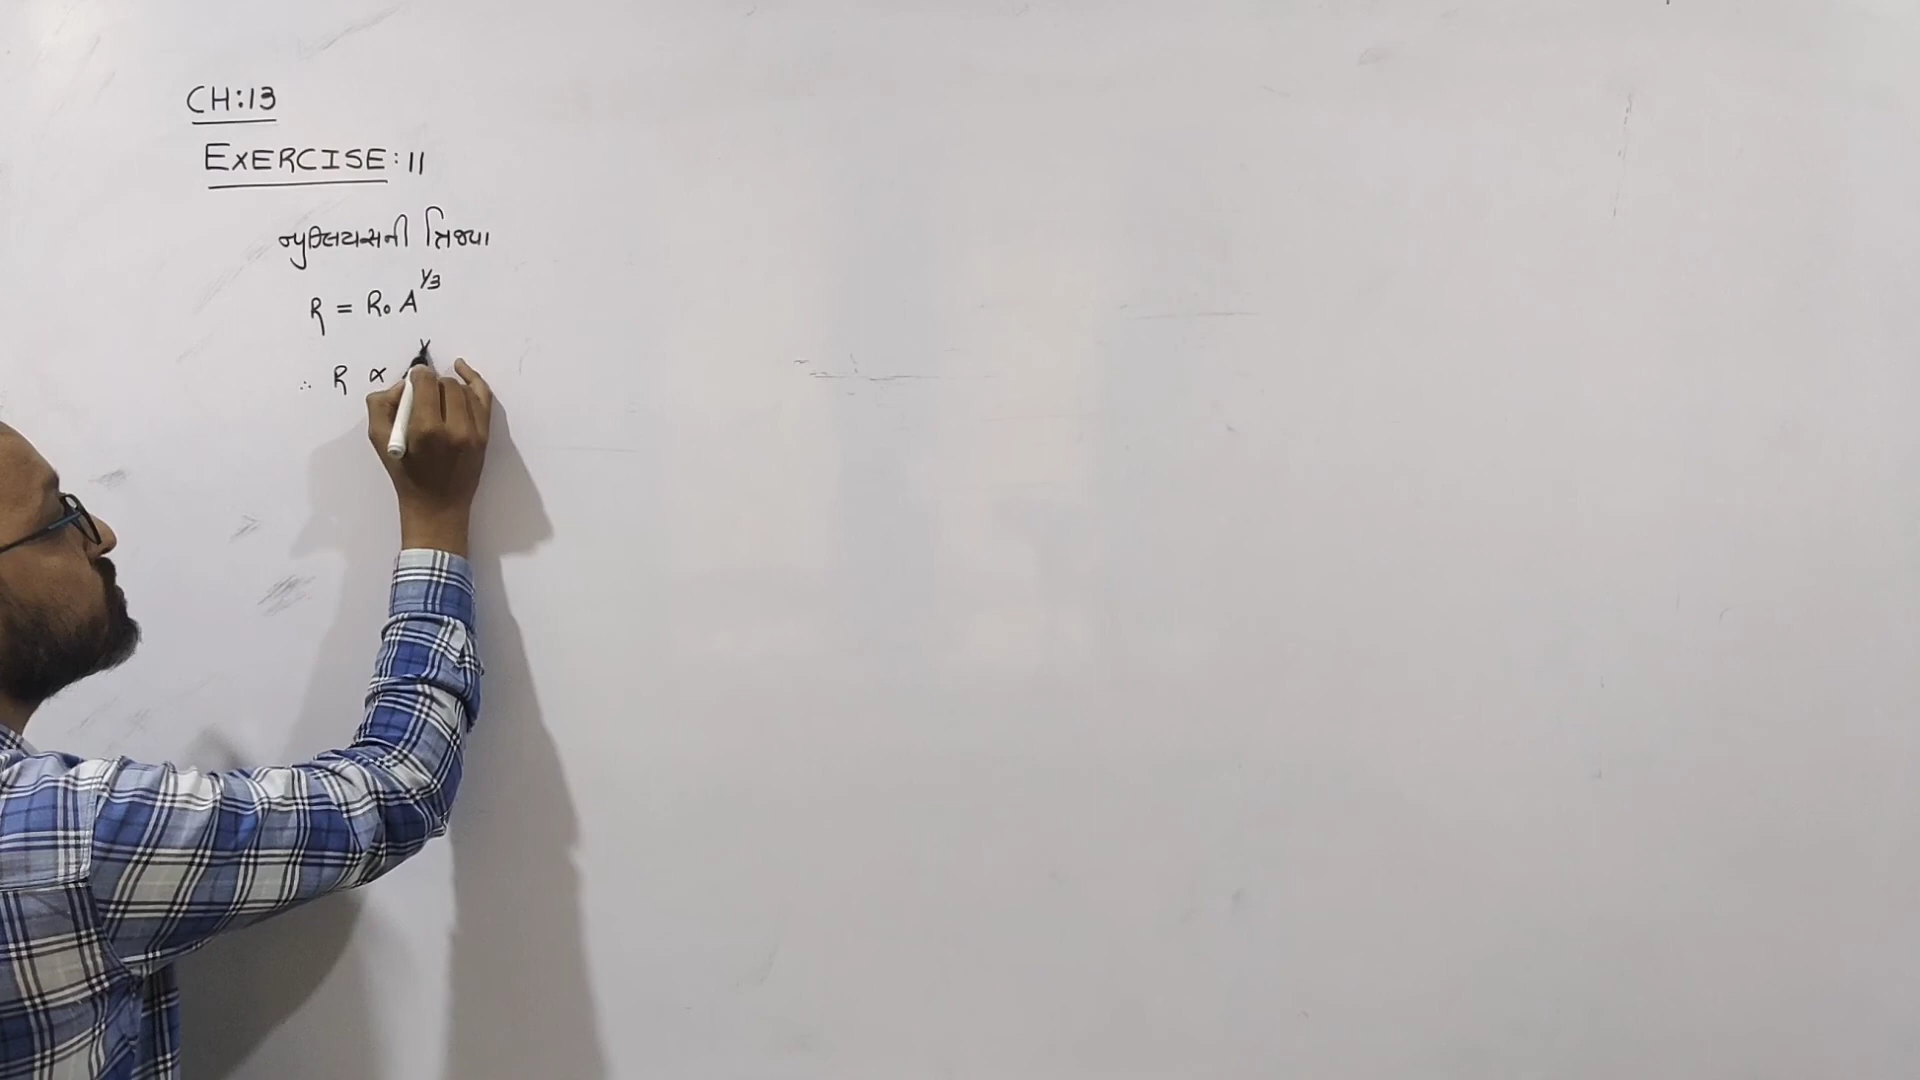 CH:13
EXERCISE: 11
ન્યુક્લિયસની ત્રિજ્યા
R = R₀ A^1/3
∴ R ∝